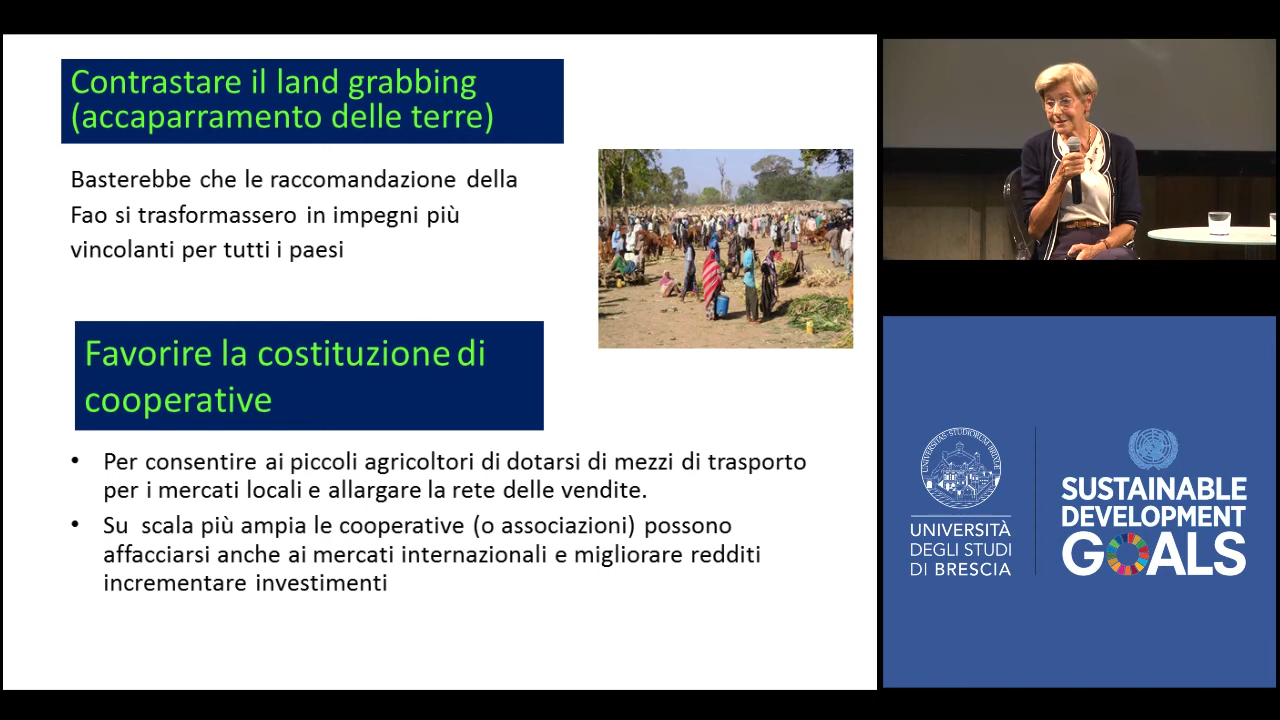 Contrastare il land grabbing
(accaparramento delle terre)
Basterebbe che le raccomandazione della
Fao si trasformassero in impegni più
vincolanti per tutti i paesi
Favorire la costituzione di
cooperative
• Per consentire ai piccoli agricoltori di dotarsi di mezzi di trasporto
per i mercati locali e allargare la rete delle vendite.
• Su scala più ampia le cooperative (o associazioni) possono
affacciarsi anche ai mercati internazionali e migliorare redditi
incrementare investimenti
UNIVERSITAS STUDIORUM BRIXIAE
UNIVERSITÀ
DEGLI STUDI
DI BRESCIA
SUSTAINABLE
DEVELOPMENT
GOALS